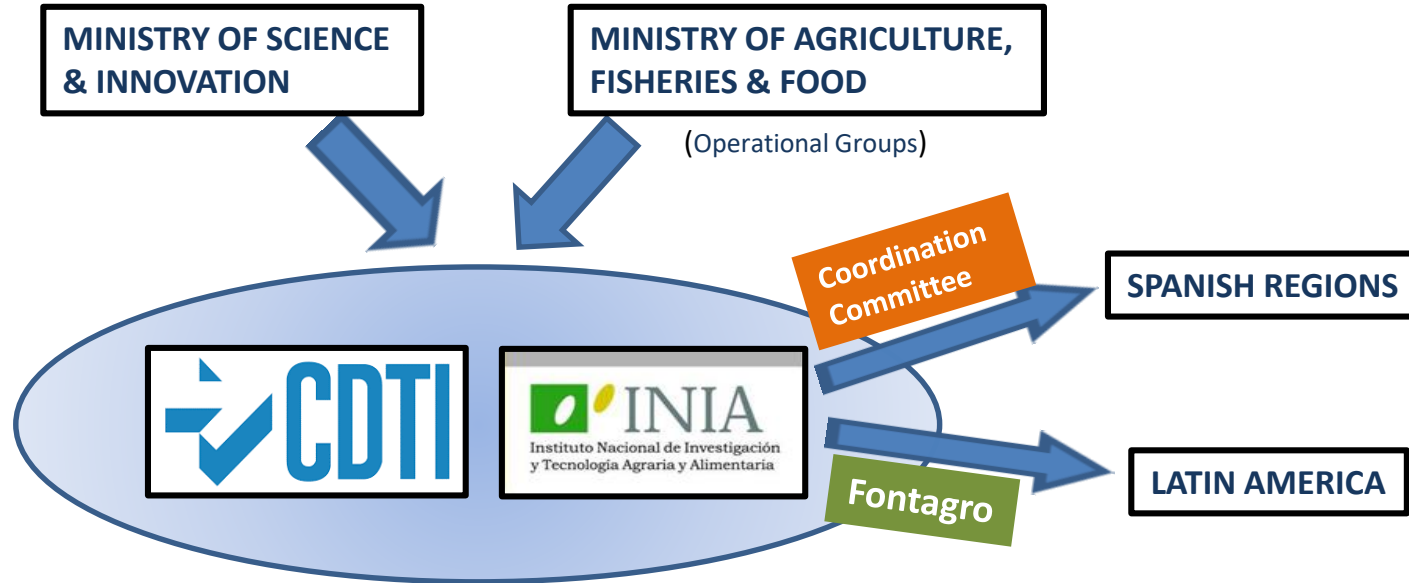 MINISTRY OF SCIENCE
& INNOVATION
MINISTRY OF AGRICULTURE,
FISHERIES & FOOD
(Operational Groups)
Coordination
Committee
SPANISH REGIONS
CDTI
INIA
Instituto Nacional de Investigación
y Tecnología Agraria y Alimentaria
Fontagro
LATIN AMERICA